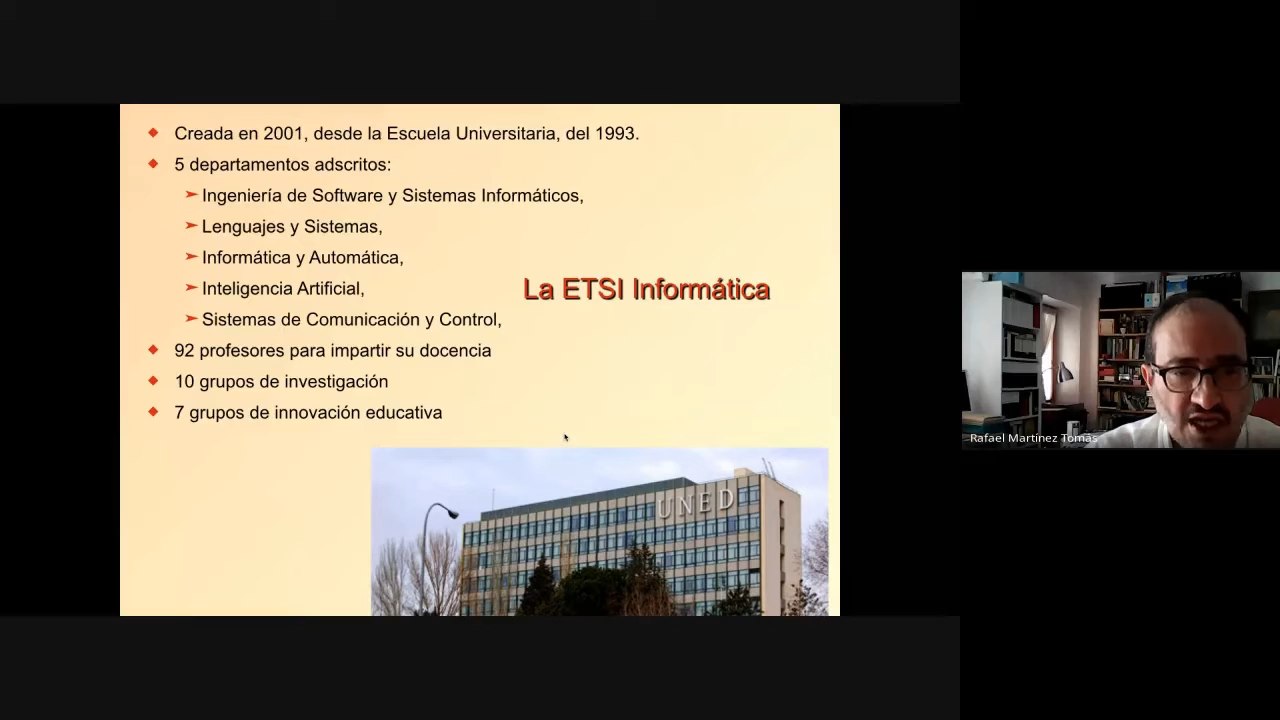 Creada en 2001, desde la Escuela Universitaria, del 1993.
5 departamentos adscritos:
Ingeniería de Software y Sistemas Informáticos,
Lenguajes y Sistemas,
Informática y Automática,
Inteligencia Artificial,
Sistemas de Comunicación y Control,
92 profesores para impartir su docencia
10 grupos de investigación
7 grupos de innovación educativa
La ETSI Informática
UNED
Rafael Martínez Tomás